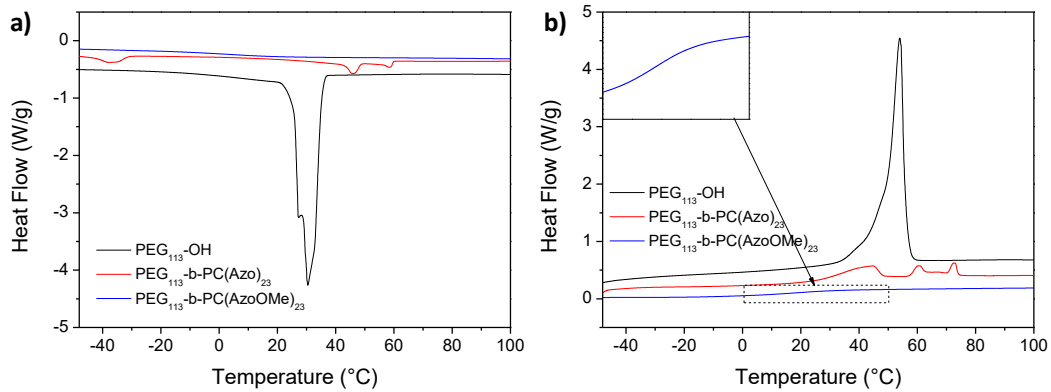 a)
0
-1
-2
-3
-4
-5
Heat Flow (W/g)
PEG₁₁₃-OH
PEG₁₁₃-b-PC(Azo)₂₃
PEG₁₁₃-b-PC(AzoOMe)₂₃
-40 -20 0 20 40 60 80 100
Temperature (°C)
b)
5
4
3
2
1
0
Heat Flow (W/g)
PEG₁₁₃-OH
PEG₁₁₃-b-PC(Azo)₂₃
PEG₁₁₃-b-PC(AzoOMe)₂₃
-40 -20 0 20 40 60 80 100
Temperature (°C)